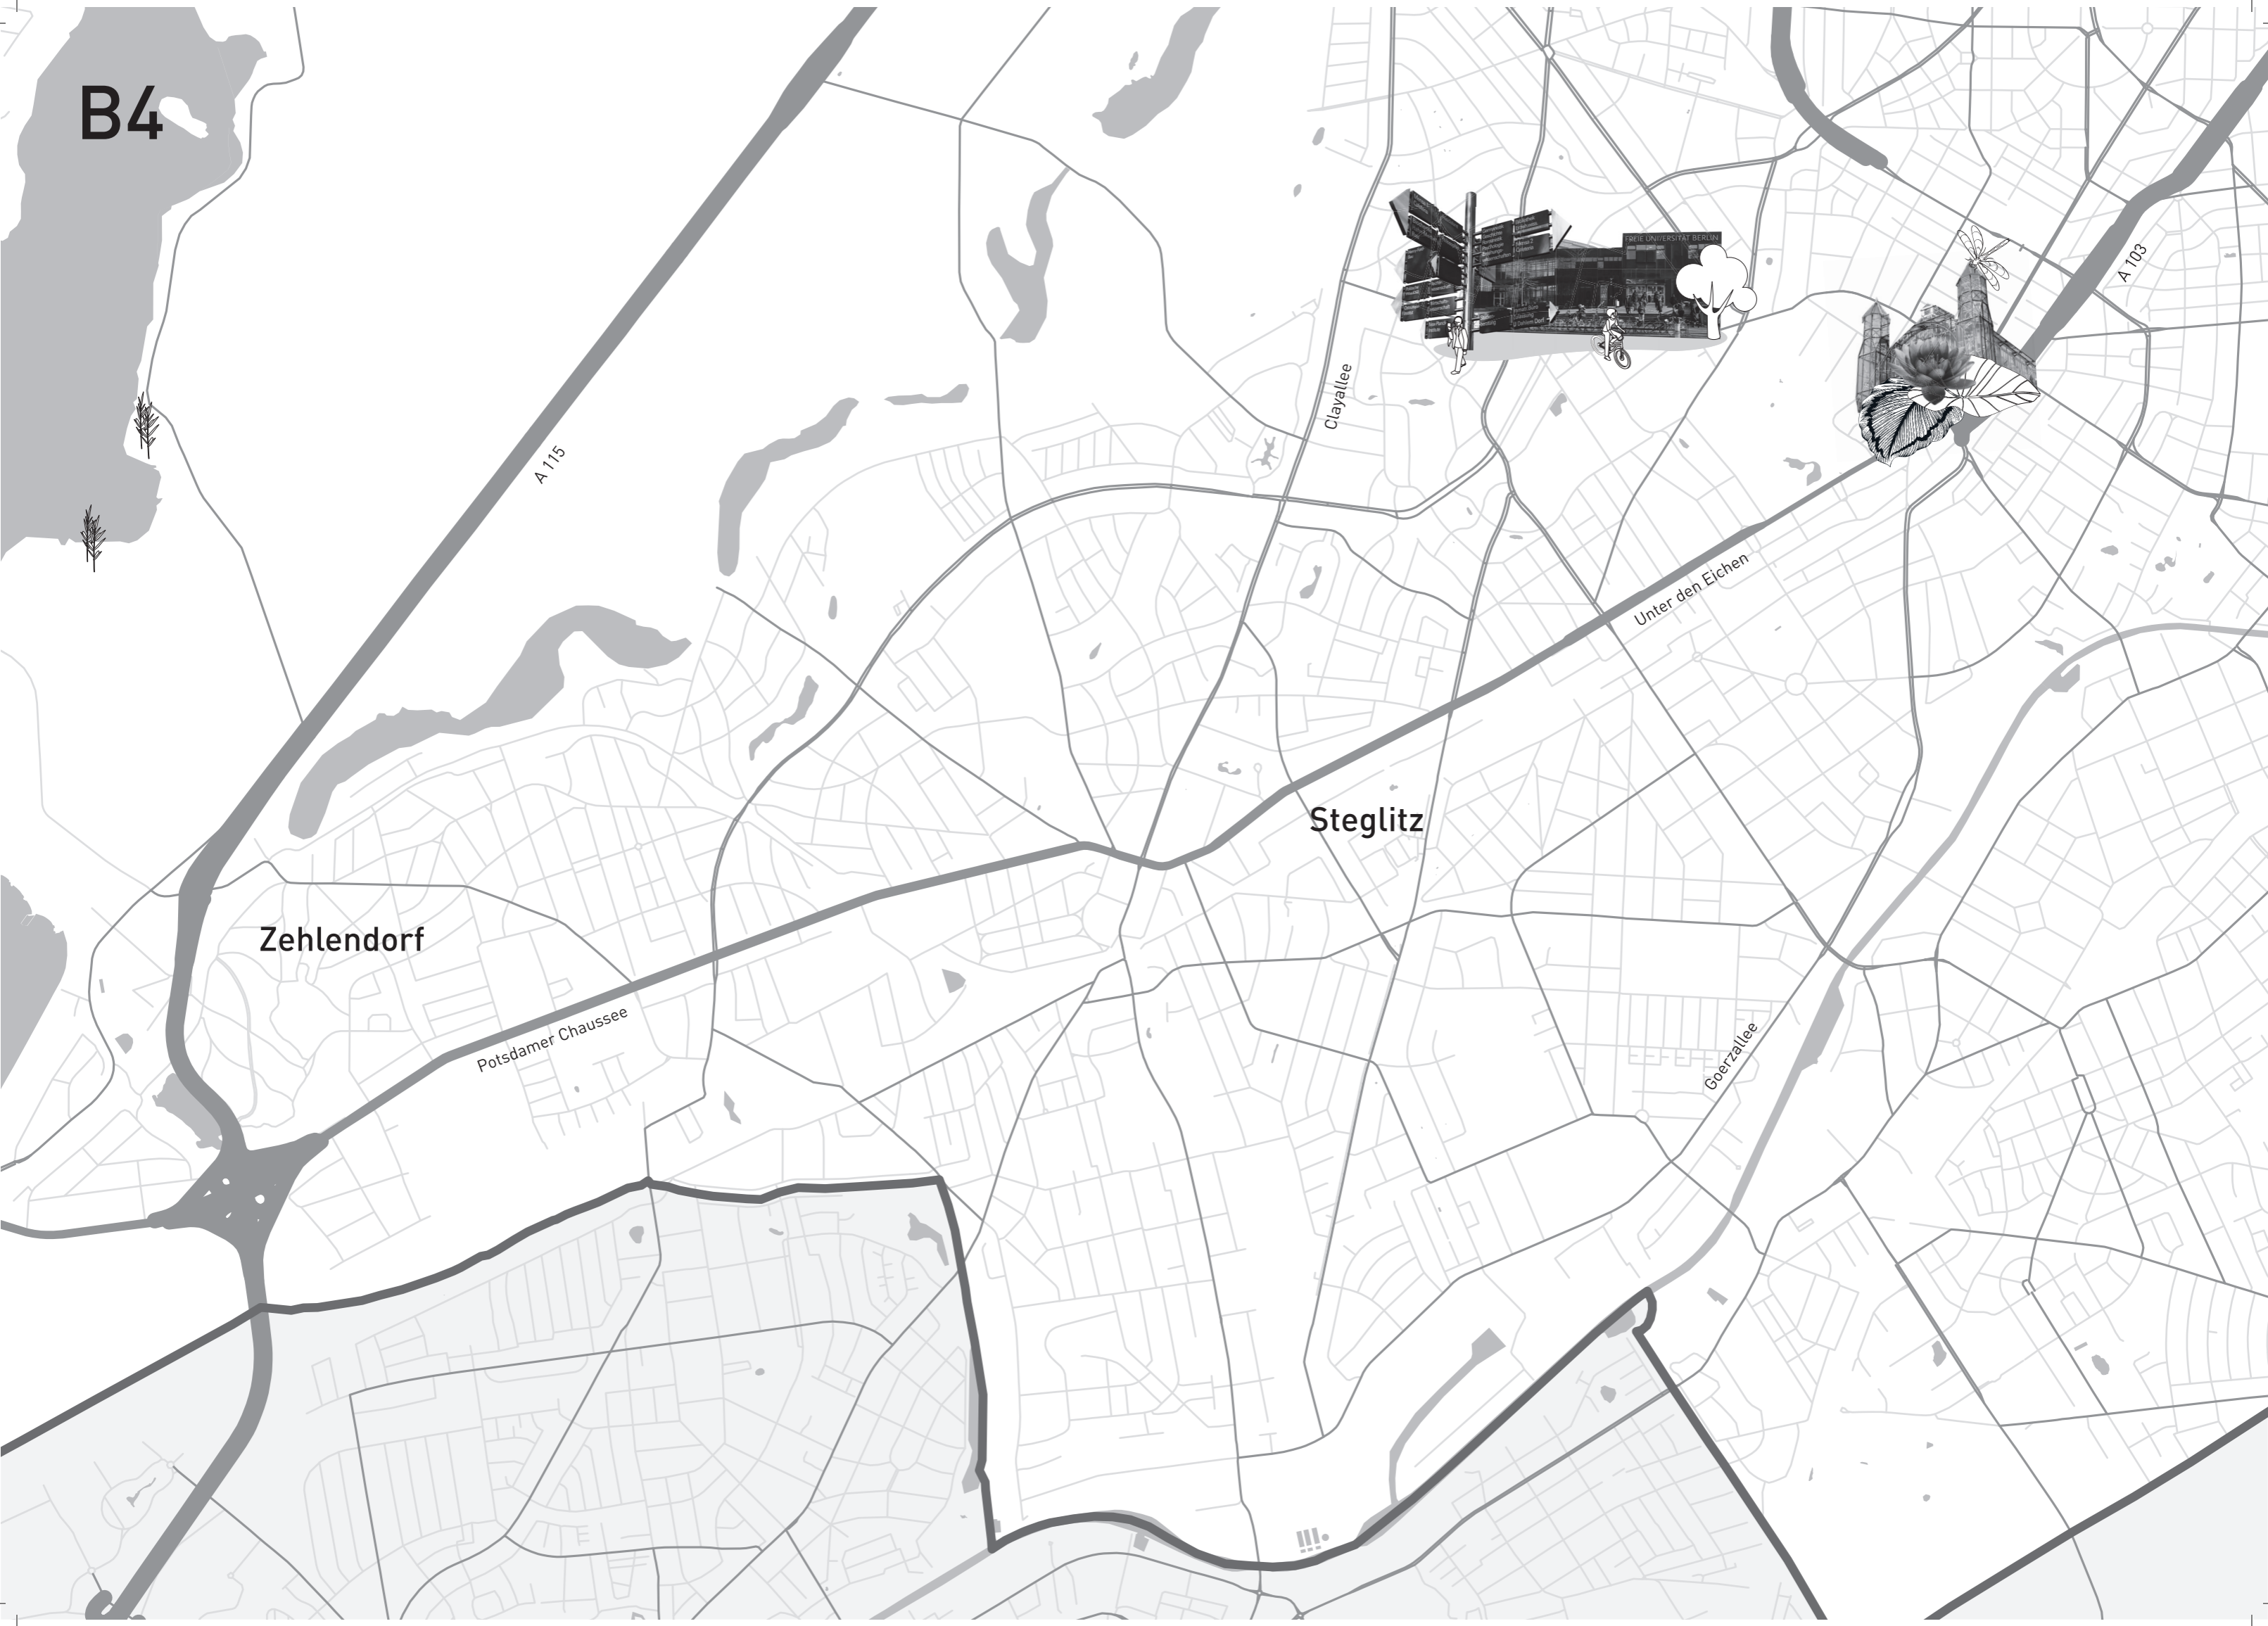 B4
FREIE UNIVERSITÄT BERLIN
A 103
Clayallee
A 115
Unter den Eichen
Steglitz
Zehlendorf
Potsdamer Chaussee
Goerzallee